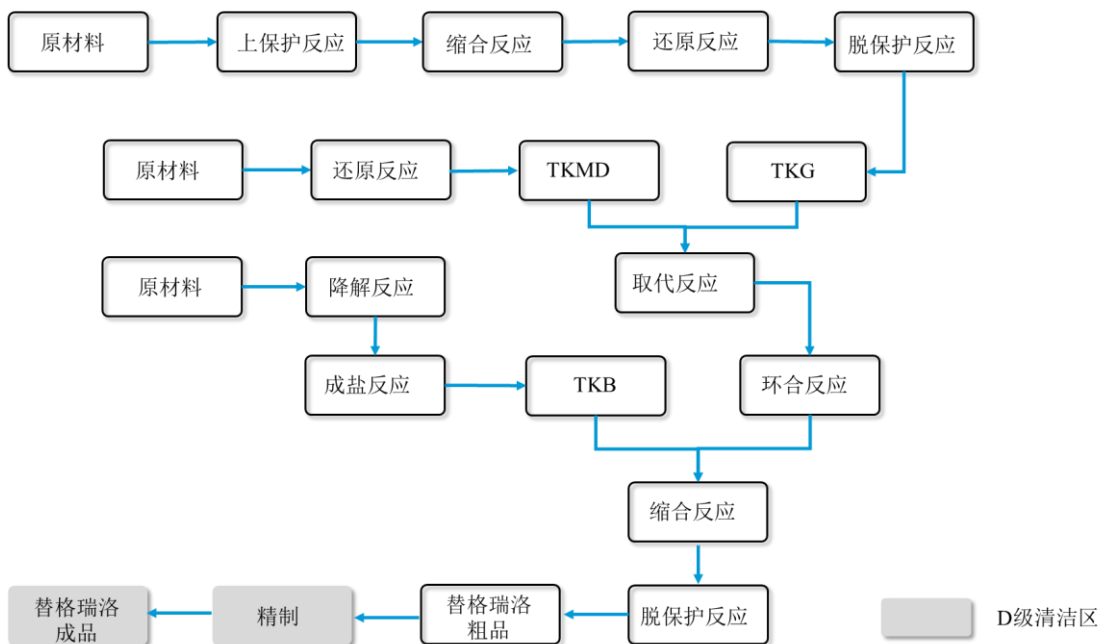 原材料
上保护反应
缩合反应
还原反应
脱保护反应
原材料
还原反应
TKMD
TKG
原材料
降解反应
取代反应
成盐反应
TKB
环合反应
缩合反应
替格瑞洛
成品
精制
替格瑞洛
粗品
脱保护反应
D级清洁区